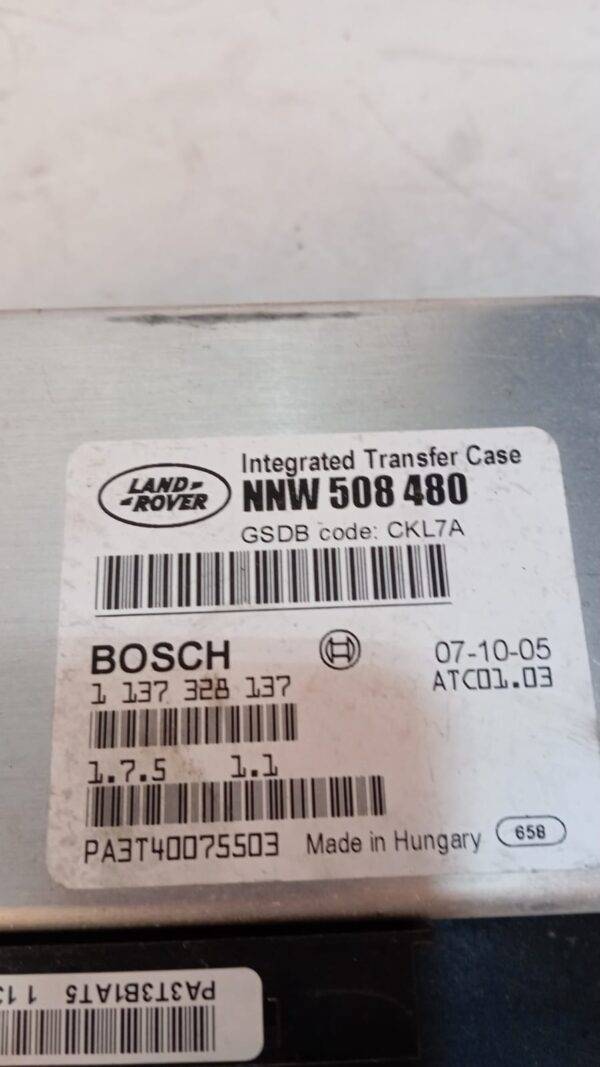 Integrated Transfer Case
LAND-
-ROVER
NNW 508 480
GSDB code: CKL7A
BOSCH
07-10-05
1 137 328 137
ATC01.03
1.7.5 1.1
PA3T40075503 Made in Hungary 658
PA3T3B1AT5 1